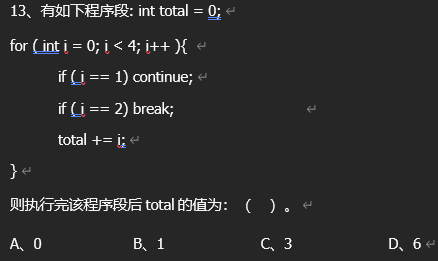 13、有如下程序段: int total = 0;
for ( int i = 0; i < 4; i++ ){
if ( i == 1) continue;
if ( i == 2) break;
total += i;
}
则执行完该程序段后 total 的值为： （ ）。
A、0 B、1 C、3 D、6